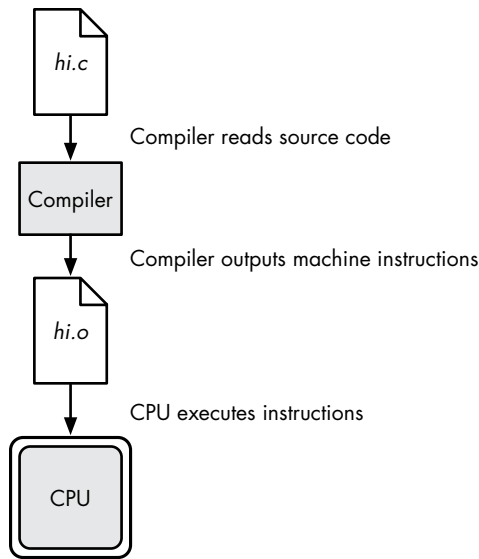 hi.c
Compiler reads source code
Compiler
Compiler outputs machine instructions
hi.o
CPU executes instructions
CPU